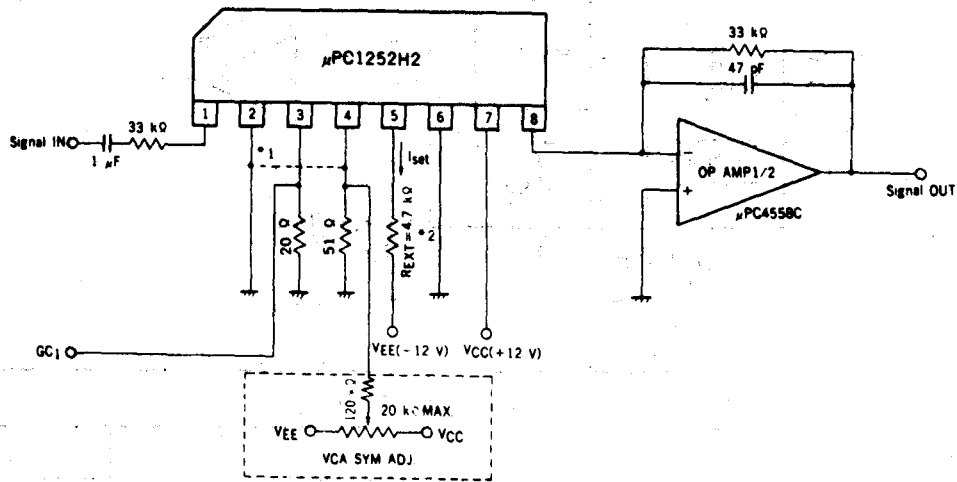 μPC1252H2
1 2 3 4 5 6 7 8
Signal IN
1 μF
33 kΩ
*1
Iset
20 Ω
51 Ω
REXT=4.7 kΩ
*2
GC1
VEE(-12 V)
VCC(+12 V)
20 kΩ MAX.
VEE
VCC
VCA SYM ADJ.
33 kΩ
47 pF
-
+
OP AMP1/2
μPC4558C
Signal OUT